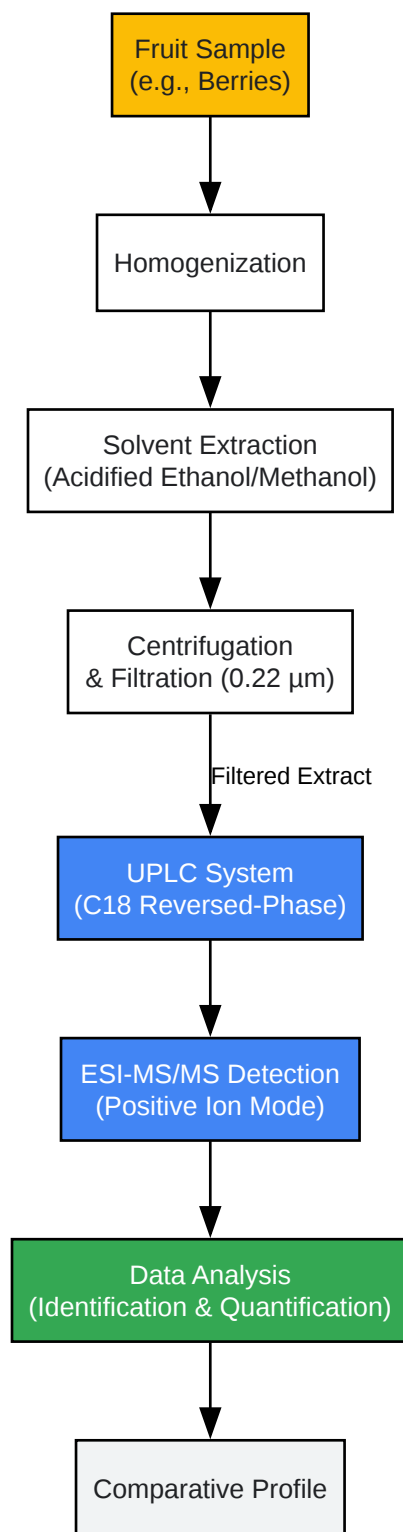 Fruit Sample
(e.g., Berries)
Homogenization
Solvent Extraction
(Acidified Ethanol/Methanol)
Centrifugation
& Filtration (0.22 µm)
Filtered Extract
UPLC System
(C18 Reversed-Phase)
ESI-MS/MS Detection
(Positive Ion Mode)
Data Analysis
(Identification & Quantification)
Comparative Profile